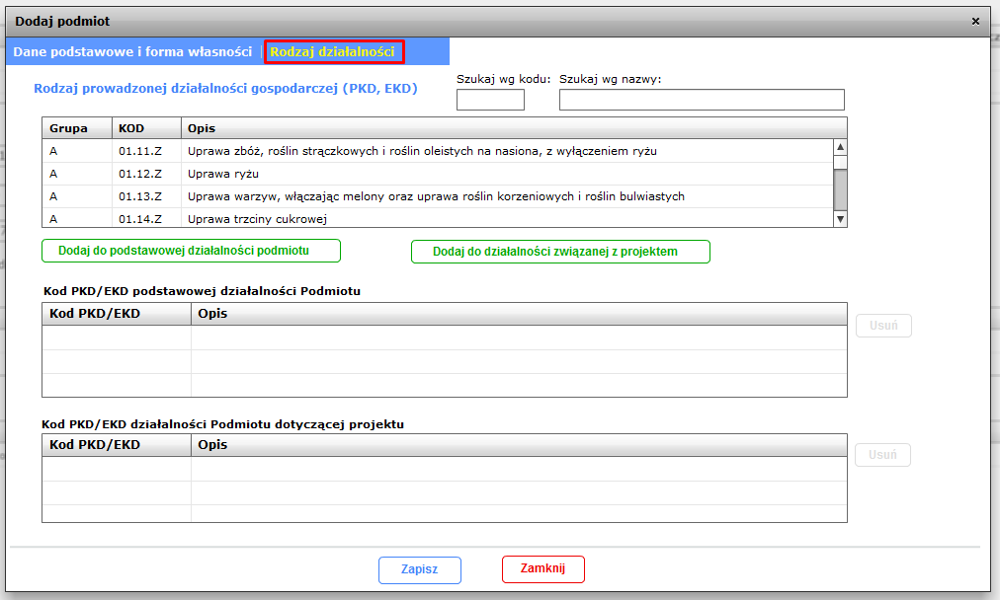 Dodaj podmiot ×
Dane podstawowe i forma własności | Rodzaj działalności
Szukaj wg kodu: Szukaj wg nazwy:
Rodzaj prowadzonej działalności gospodarczej (PKD, EKD)
Grupa KOD Opis
A 01.11.Z Uprawa zbóż, roślin strączkowych i roślin oleistych na nasiona, z wyłączeniem ryżu
A 01.12.Z Uprawa ryżu
A 01.13.Z Uprawa warzyw, włączając melony oraz uprawa roślin korzeniowych i roślin bulwiastych
A 01.14.Z Uprawa trzciny cukrowej
Dodaj do podstawowej działalności podmiotu Dodaj do działalności związanej z projektem
Kod PKD/EKD podstawowej działalności Podmiotu
Kod PKD/EKD Opis
Usuń
Kod PKD/EKD działalności Podmiotu dotyczącej projektu
Kod PKD/EKD Opis
Usuń
Zapisz Zamknij